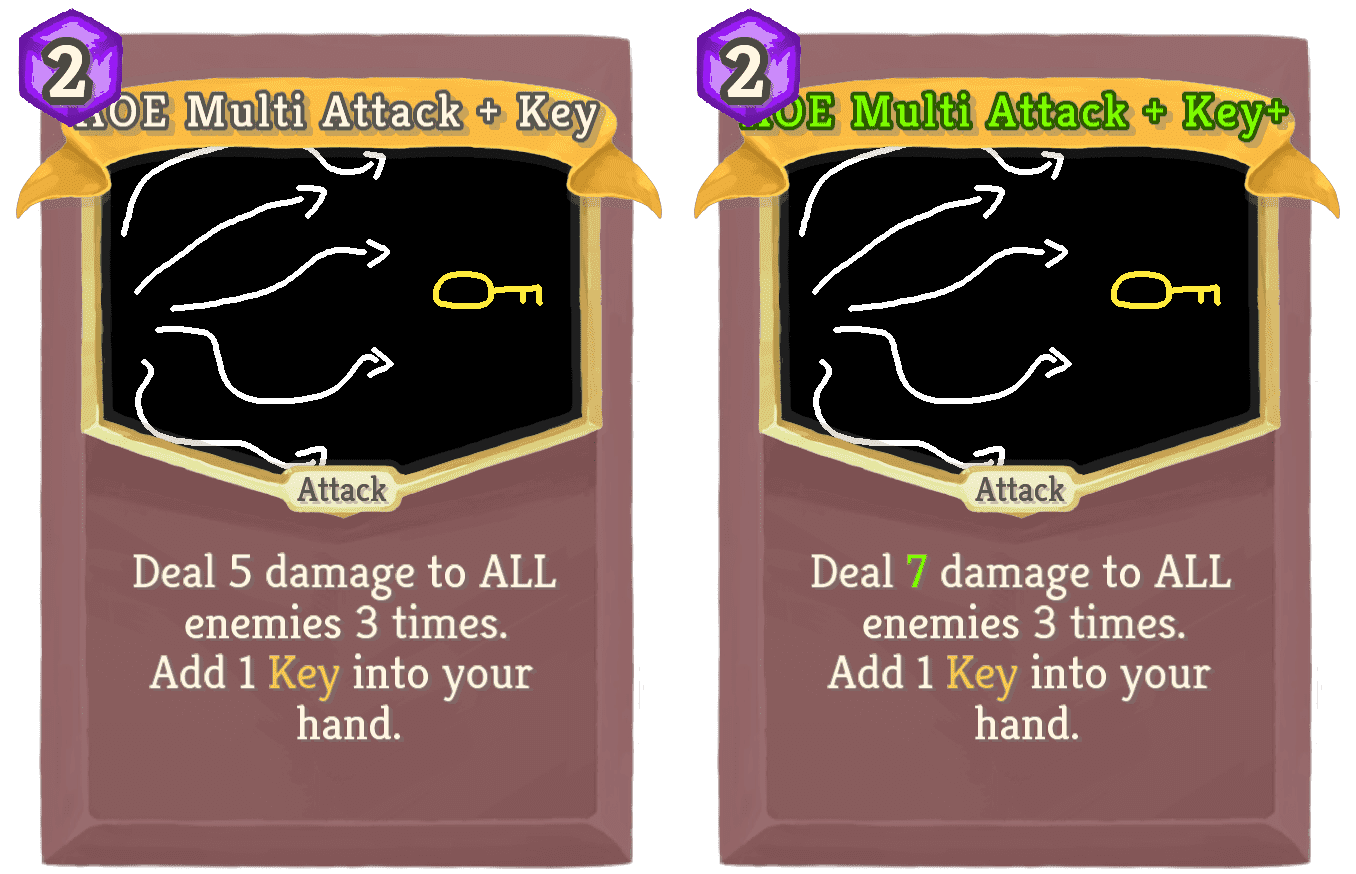 2
AOE Multi Attack + Key
Attack
Deal 5 damage to ALL
enemies 3 times.
Add 1 Key into your
hand.
2
AOE Multi Attack + Key+
Attack
Deal 7 damage to ALL
enemies 3 times.
Add 1 Key into your
hand.